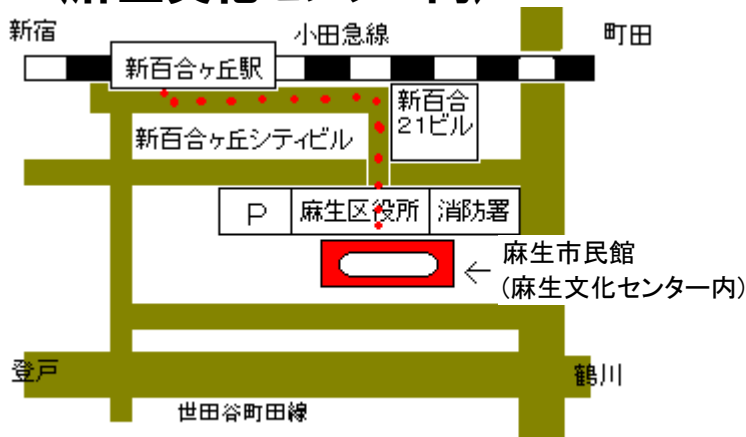 新宿
小田急線
町田
新百合ヶ丘駅
新百合
21ビル
新百合ヶ丘シティビル
P
麻生区役所
消防署
←
麻生市民館
(麻生文化センター内)
登戸
鶴川
世田谷町田線